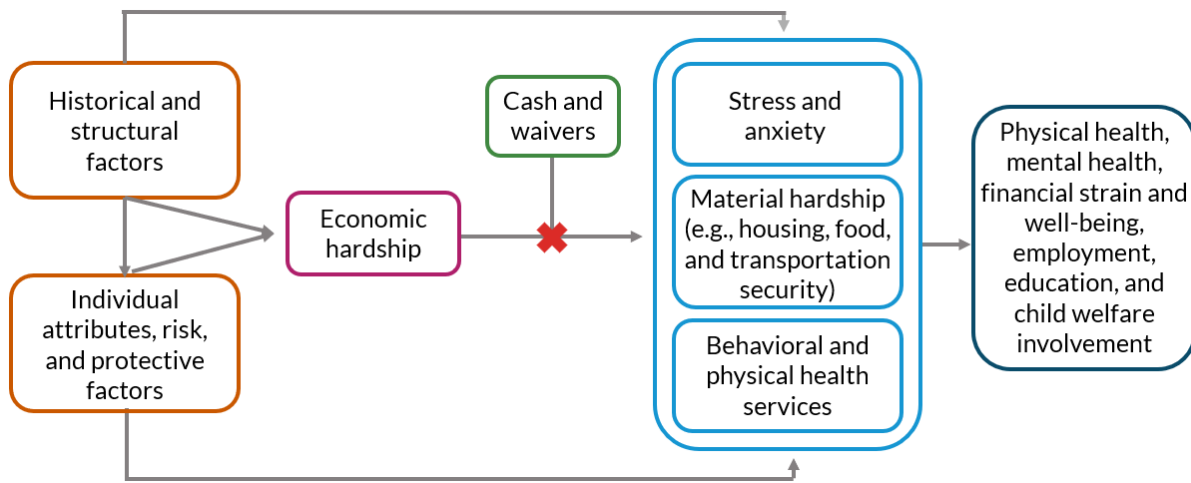 Historical and
structural
factors
Individual
attributes, risk,
and protective
factors
Economic
hardship
Cash and
waivers
Stress and
anxiety
Material hardship
(e.g., housing, food,
and transportation
security)
Behavioral and
physical health
services
Physical health,
mental health,
financial strain and
well-being,
employment,
education, and
child welfare
involvement